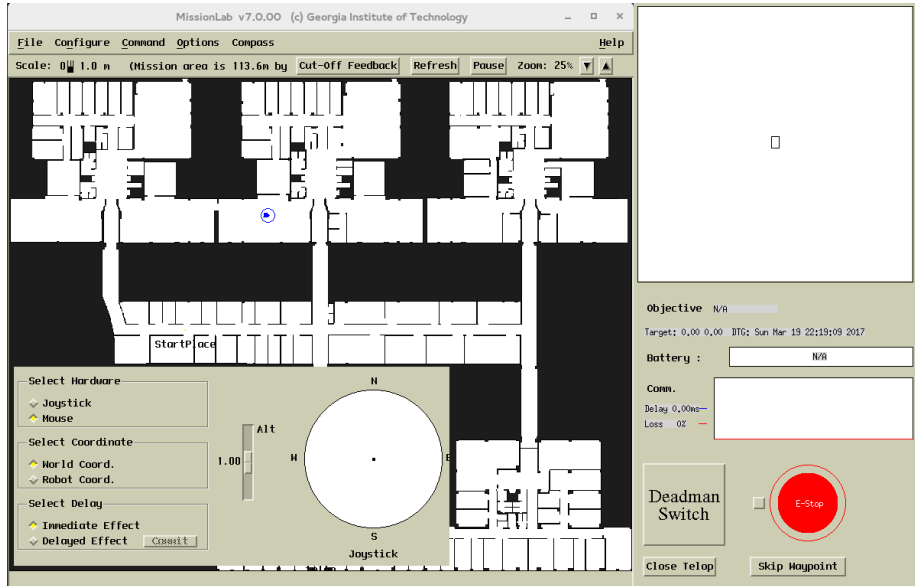 MissionLab v7.0.00 (c) Georgia Institute of Technology
File Configure Command Options Compass Help
Scale: 0 1.0 m (Mission area is 113.6m by Cut-Off Feedback Refresh Pause Zoom: 25%
StartPlace
Select Hardware
Joystick
Mouse
Select Coordinate
World Coord.
Robot Coord.
Select Delay
Immediate Effect
Delayed Effect Commit
Alt
1.00
N
W
E
S
Joystick
Objective N/A
Target: 0.00 0.00 DTG: Sun Mar 19 22:19:09 2017
Battery : N/A
Comm.
Delay 0.00ms
Loss 0%
Deadman
Switch
E-Stop
Close Telop
Skip Waypoint